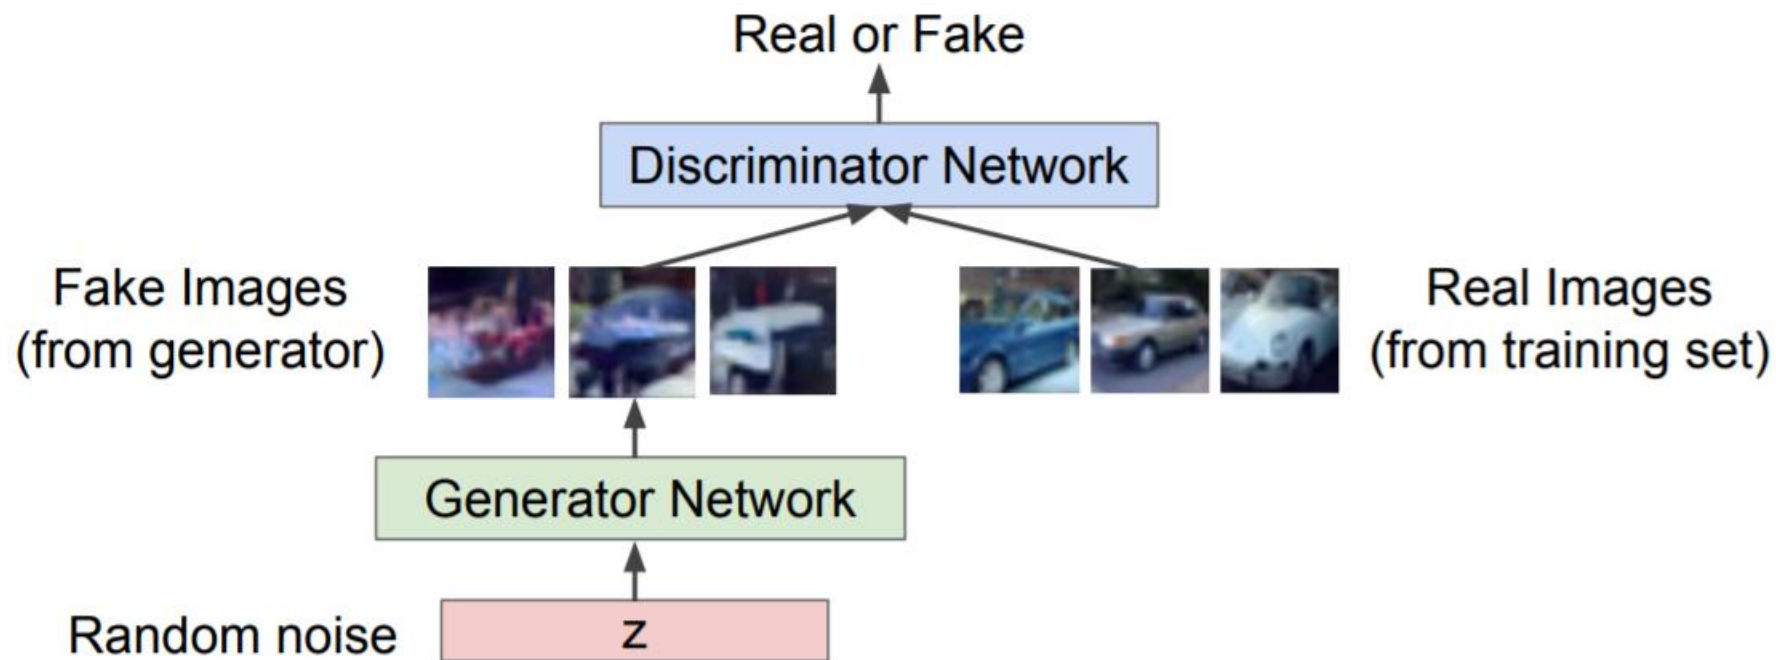 Real or Fake
Discriminator Network
Fake Images
(from generator)
Real Images
(from training set)
Generator Network
Random noise
z